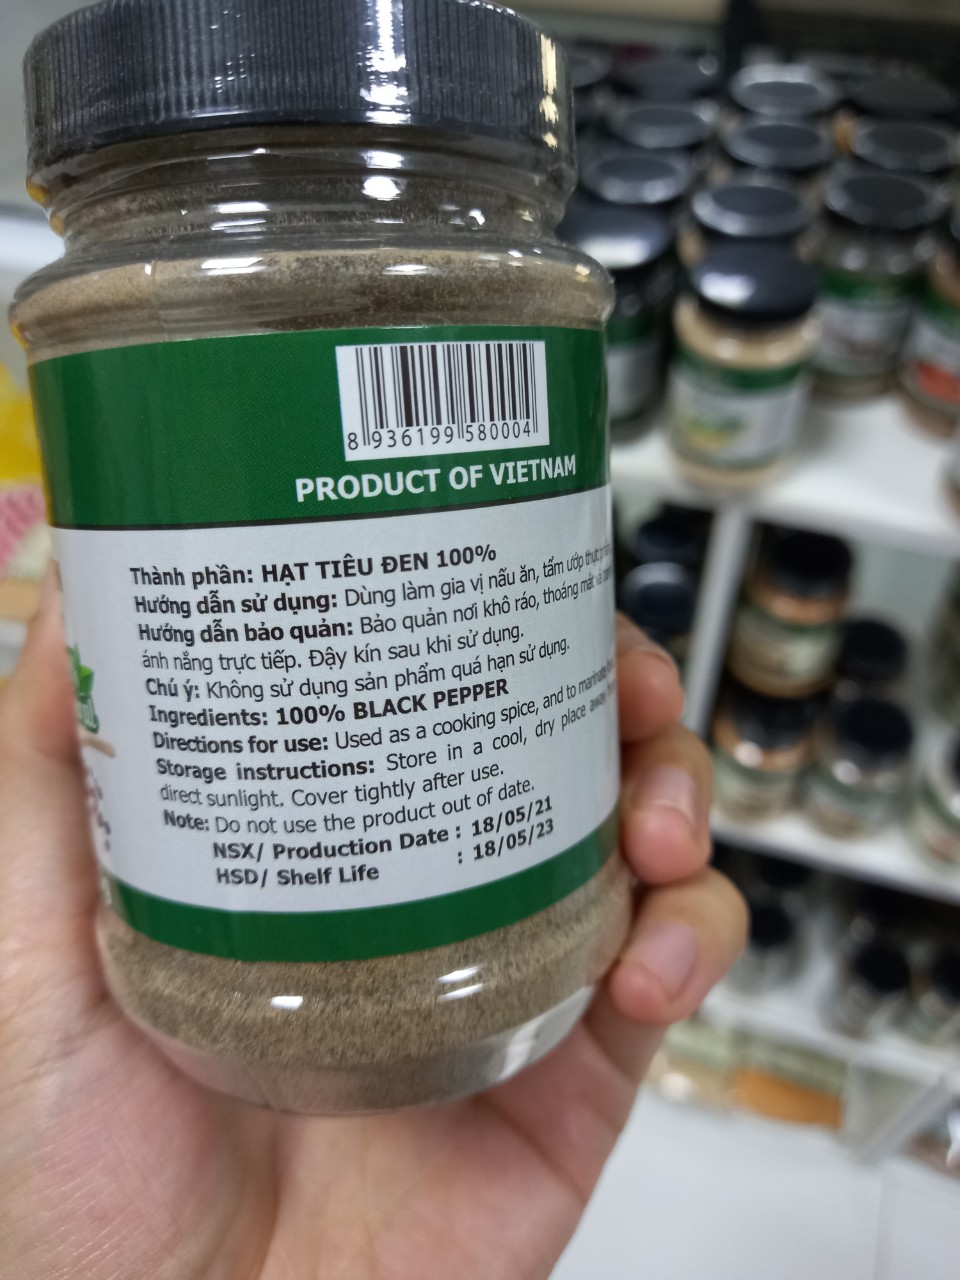 8 936199 580004
PRODUCT OF VIETNAM
Thành phần: HẠT TIÊU ĐEN 100%
Hướng dẫn sử dụng: Dùng làm gia vị nấu ăn, tẩm ướp thực
Hướng dẫn bảo quản: Bảo quản nơi khô ráo, thoáng mát và
ánh nắng trực tiếp. Đậy kín sau khi sử dụng.
Chú ý: Không sử dụng sản phẩm quá hạn sử dụng.
Ingredients: 100% BLACK PEPPER
Directions for use: Used as a cooking spice, and to marinate
Storage instructions: Store in a cool, dry place away
direct sunlight. Cover tightly after use.
Note: Do not use the product out of date.
NSX/ Production Date : 18/05/21
HSD/ Shelf Life : 18/05/23